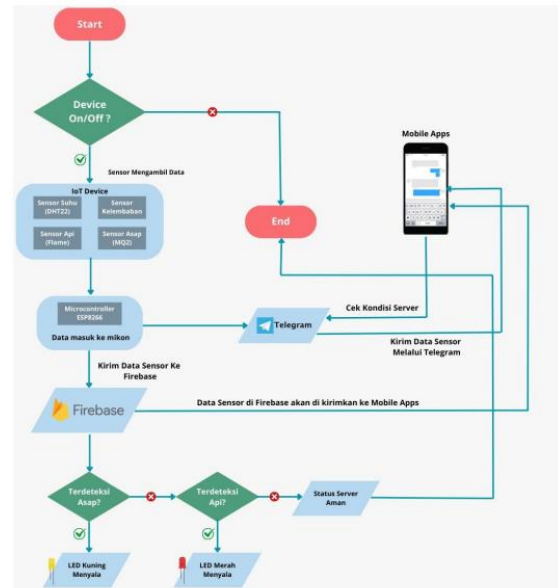 Start
Device
On/Off ?
Mobile Apps
Sensor Mengambil Data
IoT Device
Sensor Suhu
(DHT22)
Sensor
Kelembaban
Sensor Api
(Flame)
Sensor Asap
(MQ2)
End
Cek Kondisi Server
Microcontroller
ESP8266
Data masuk ke mikon
Telegram
Kirim Data Sensor
Melalui Telegram
Kirim Data Sensor Ke
Firebase
Firebase
Data Sensor di Firebase akan di kirimkan ke Mobile Apps
Terdeteksi
Asap?
Terdeteksi
Api?
Status Server
Aman
LED Kuning
Menyala
LED Merah
Menyala